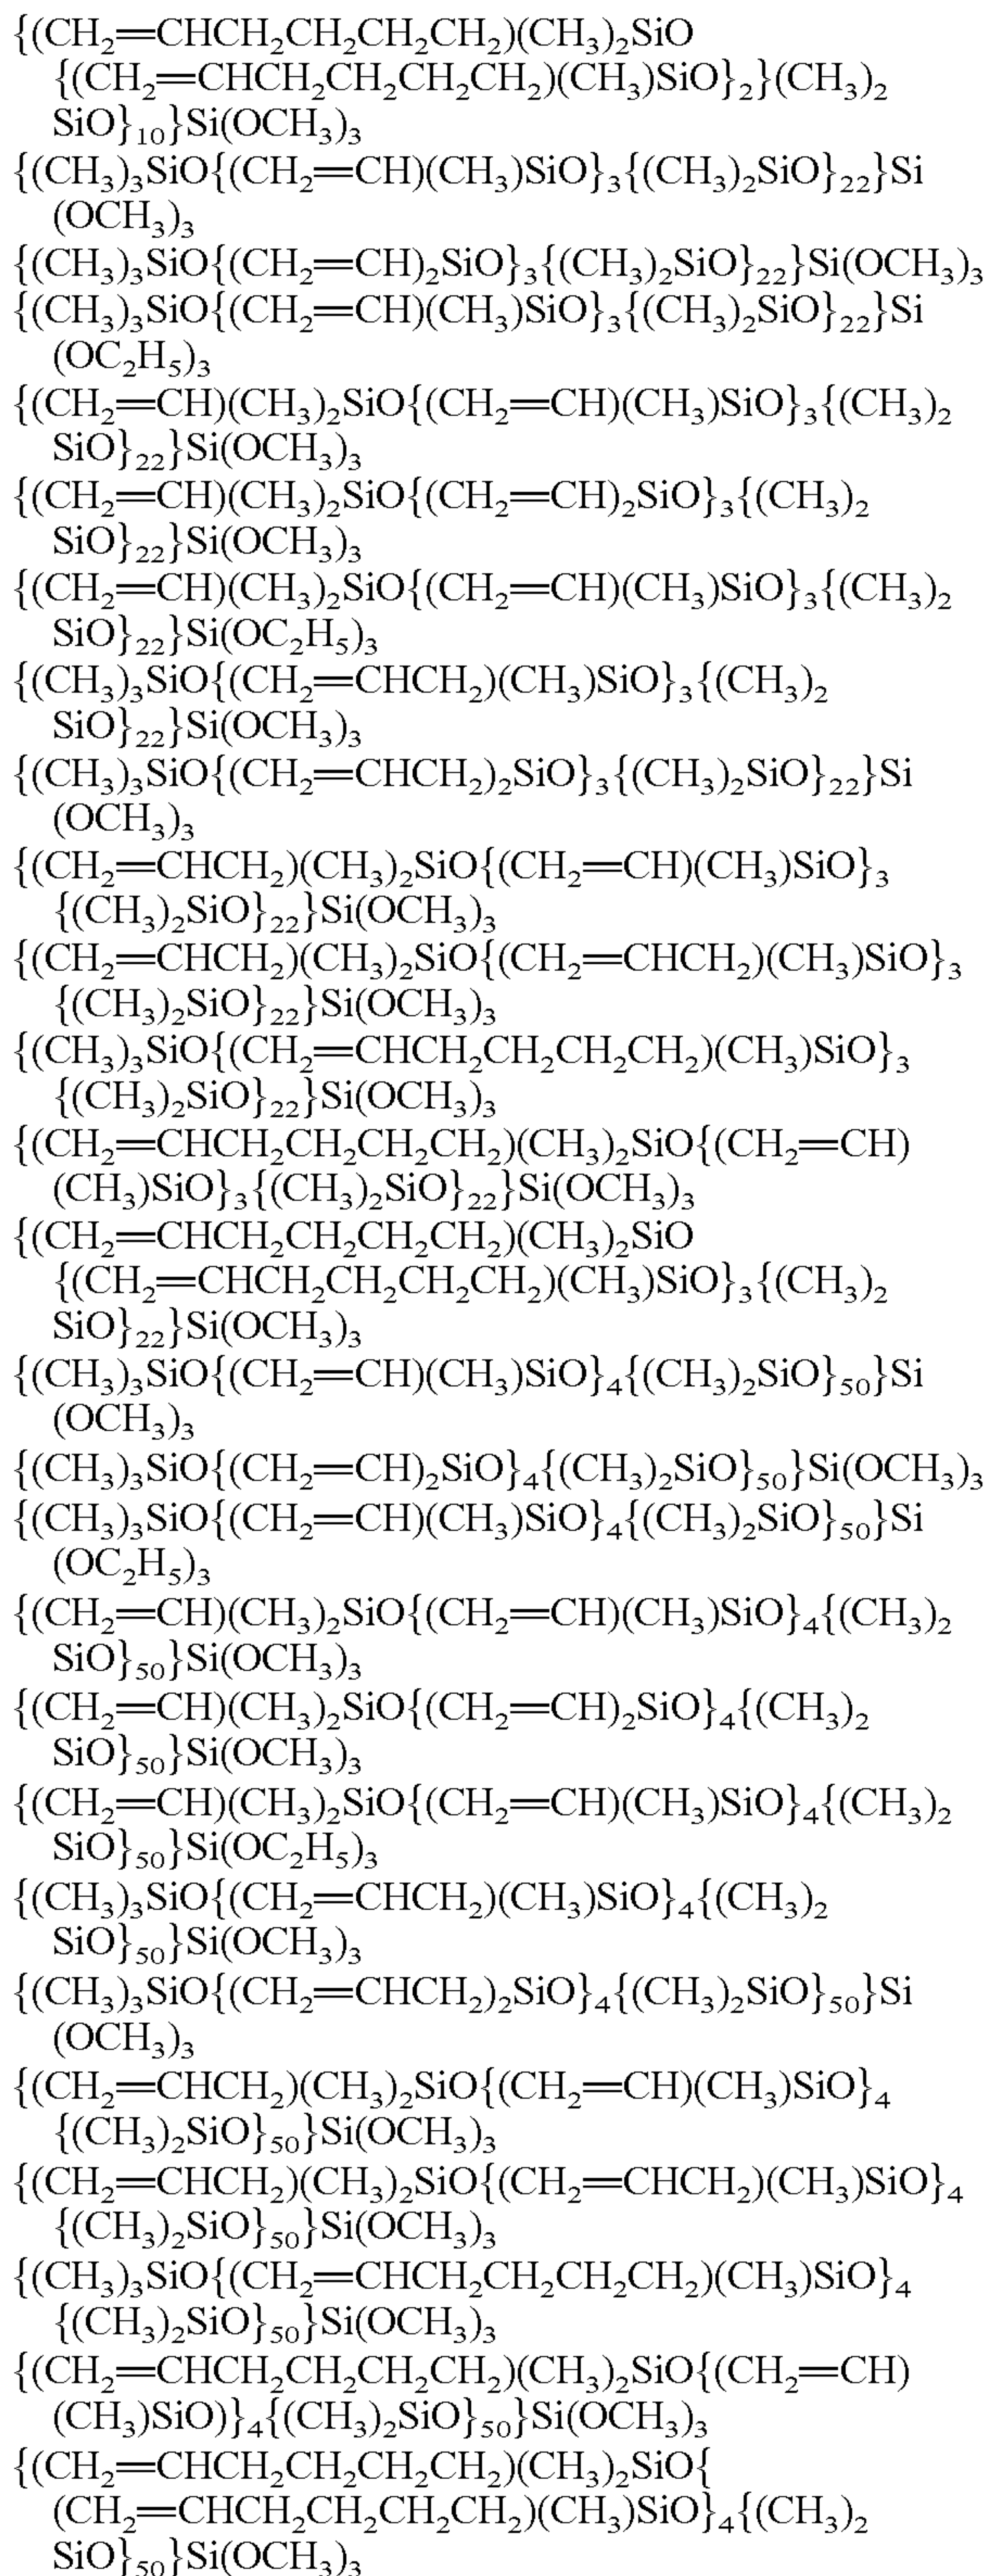 {(CH₂=CHCH₂CH₂CH₂CH₂)(CH₃)₂SiO
{(CH₂=CHCH₂CH₂CH₂CH₂)(CH₃)SiO}₂}(CH₃)₂
SiO}₁₀}Si(OCH₃)₃
{(CH₃)₃SiO{(CH₂=CH)(CH₃)SiO}₃{(CH₃)₂SiO}₂₂}Si
(OCH₃)₃
{(CH₃)₃SiO{(CH₂=CH)₂SiO}₃{(CH₃)₂SiO}₂₂}Si(OCH₃)₃
{(CH₃)₃SiO{(CH₂=CH)(CH₃)SiO}₃{(CH₃)₂SiO}₂₂}Si
(OC₂H₅)₃
{(CH₂=CH)(CH₃)₂SiO{(CH₂=CH)(CH₃)SiO}₃{(CH₃)₂
SiO}₂₂}Si(OCH₃)₃
{(CH₂=CH)(CH₃)₂SiO{(CH₂=CH)₂SiO}₃{(CH₃)₂
SiO}₂₂}Si(OCH₃)₃
{(CH₂=CH)(CH₃)₂SiO{(CH₂=CH)(CH₃)SiO}₃{(CH₃)₂
SiO}₂₂}Si(OC₂H₅)₃
{(CH₃)₃SiO{(CH₂=CHCH₂)(CH₃)SiO}₃{(CH₃)₂
SiO}₂₂}Si(OCH₃)₃
{(CH₃)₃SiO{(CH₂=CHCH₂)₂SiO}₃{(CH₃)₂SiO}₂₂}Si
(OCH₃)₃
{(CH₂=CHCH₂)(CH₃)₂SiO{(CH₂=CH)(CH₃)SiO}₃
{(CH₃)₂SiO}₂₂}Si(OCH₃)₃
{(CH₂=CHCH₂)(CH₃)₂SiO{(CH₂=CHCH₂)(CH₃)SiO}₃
{(CH₃)₂SiO}₂₂}Si(OCH₃)₃
{(CH₃)₃SiO{(CH₂=CHCH₂CH₂CH₂CH₂)(CH₃)SiO}₃
{(CH₃)₂SiO}₂₂}Si(OCH₃)₃
{(CH₂=CHCH₂CH₂CH₂CH₂)(CH₃)₂SiO{(CH₂=CH)
(CH₃)SiO}₃{(CH₃)₂SiO}₂₂}Si(OCH₃)₃
{(CH₂=CHCH₂CH₂CH₂CH₂)(CH₃)₂SiO
{(CH₂=CHCH₂CH₂CH₂CH₂)(CH₃)SiO}₃{(CH₃)₂
SiO}₂₂}Si(OCH₃)₃
{(CH₃)₃SiO{(CH₂=CH)(CH₃)SiO}₄{(CH₃)₂SiO}₅₀}Si
(OCH₃)₃
{(CH₃)₃SiO{(CH₂=CH)₂SiO}₄{(CH₃)₂SiO}₅₀}Si(OCH₃)₃
{(CH₃)₃SiO{(CH₂=CH)(CH₃)SiO}₄{(CH₃)₂SiO}₅₀}Si
(OC₂H₅)₃
{(CH₂=CH)(CH₃)₂SiO{(CH₂=CH)(CH₃)SiO}₄{(CH₃)₂
SiO}₅₀}Si(OCH₃)₃
{(CH₂=CH)(CH₃)₂SiO{(CH₂=CH)₂SiO}₄{(CH₃)₂
SiO}₅₀}Si(OCH₃)₃
{(CH₂=CH)(CH₃)₂SiO{(CH₂=CH)(CH₃)SiO}₄{(CH₃)₂
SiO}₅₀}Si(OC₂H₅)₃
{(CH₃)₃SiO{(CH₂=CHCH₂)(CH₃)SiO}₄{(CH₃)₂
SiO}₅₀}Si(OCH₃)₃
{(CH₃)₃SiO{(CH₂=CHCH₂)₂SiO}₄{(CH₃)₂SiO}₅₀}Si
(OCH₃)₃
{(CH₂=CHCH₂)(CH₃)₂SiO{(CH₂=CH)(CH₃)SiO}₄
{(CH₃)₂SiO}₅₀}Si(OCH₃)₃
{(CH₂=CHCH₂)(CH₃)₂SiO{(CH₂=CHCH₂)(CH₃)SiO}₄
{(CH₃)₂SiO}₅₀}Si(OCH₃)₃
{(CH₃)₃SiO{(CH₂=CHCH₂CH₂CH₂CH₂)(CH₃)SiO}₄
{(CH₃)₂SiO}₅₀}Si(OCH₃)₃
{(CH₂=CHCH₂CH₂CH₂CH₂)(CH₃)₂SiO{(CH₂=CH)
(CH₃)SiO)}₄{(CH₃)₂SiO}₅₀}Si(OCH₃)₃
{(CH₂=CHCH₂CH₂CH₂CH₂)(CH₃)₂SiO{
(CH₂=CHCH₂CH₂CH₂CH₂)(CH₃)SiO}₄{(CH₃)₂
SiO}₅₀}Si(OCH₃)₃